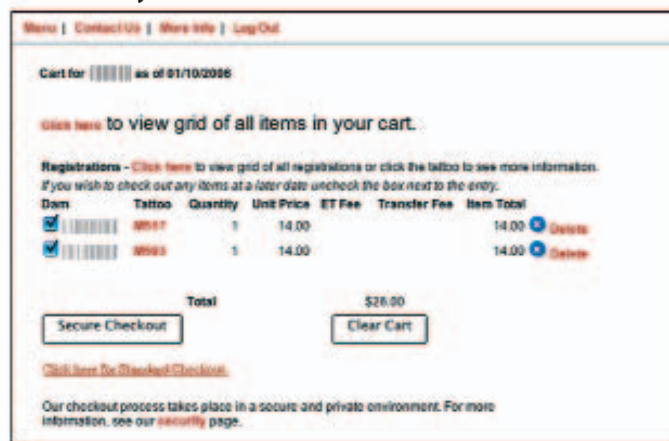 Menu | Contact Us | More Info | Log Out
Cart for as of 01/10/2006
Click here to view grid of all items in your cart.
Registrations - Click here to view grid of all registrations or click the tattoo to see more information.
If you wish to check out any items at a later date uncheck the box next to the entry.
Dam Tattoo Quantity Unit Price ET Fee Transfer Fee Item Total
1 14.00 14.00 Delete
1 14.00 14.00 Delete
Total $28.00
Secure Checkout Clear Cart
Click here for Standard Checkout.
Our checkout process takes place in a secure and private environment. For more
information, see our security page.